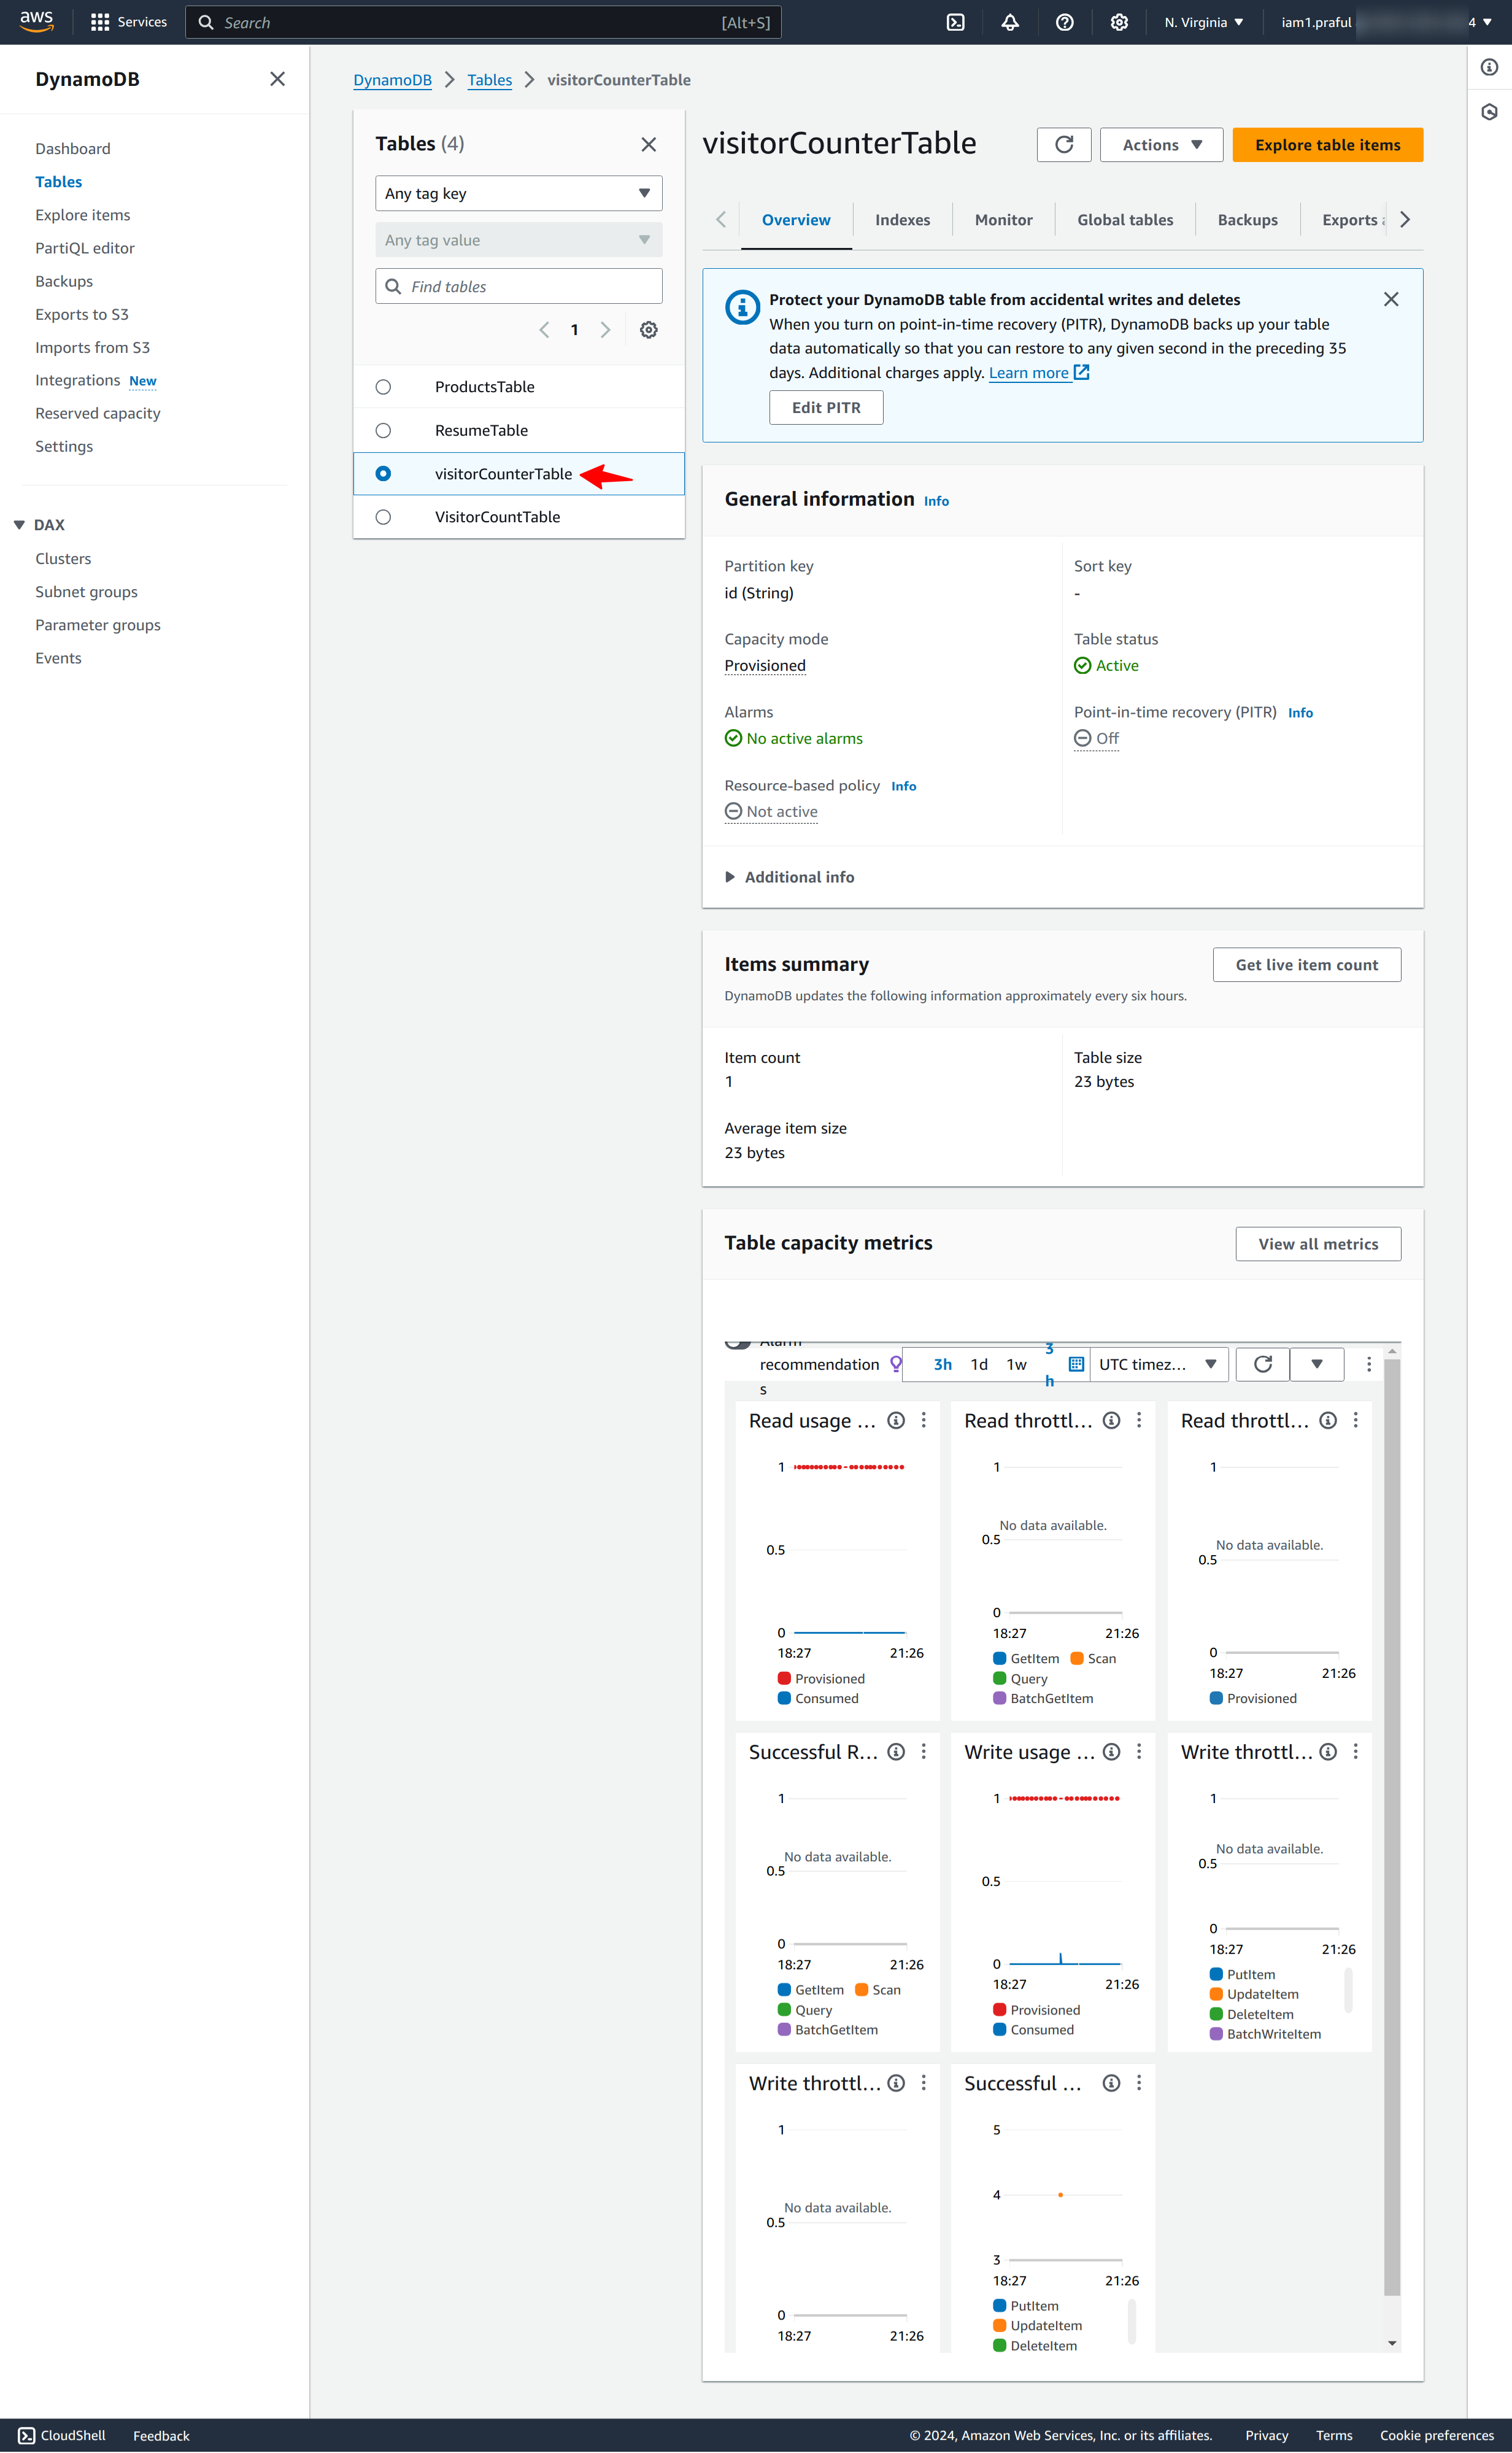 aws
Services
Search [Alt+S]
N. Virginia
iam1.praful
4
DynamoDB
Dashboard
Tables
Explore items
PartiQL editor
Backups
Exports to S3
Imports from S3
Integrations New
Reserved capacity
Settings
DAX
Clusters
Subnet groups
Parameter groups
Events
DynamoDB > Tables > visitorCounterTable
Tables (4)
Any tag key
Any tag value
Find tables
1
ProductsTable
ResumeTable
visitorCounterTable
VisitorCountTable
visitorCounterTable
Actions
Explore table items
Overview
Indexes
Monitor
Global tables
Backups
Exports
Protect your DynamoDB table from accidental writes and deletes
When you turn on point-in-time recovery (PITR), DynamoDB backs up your table
data automatically so that you can restore to any given second in the preceding 35
days. Additional charges apply. Learn more
Edit PITR
General information Info
Partition key
id (String)
Sort key
-
Capacity mode
Provisioned
Table status
Active
Alarms
No active alarms
Point-in-time recovery (PITR) Info
Off
Resource-based policy Info
Not active
Additional info
Items summary
Get live item count
DynamoDB updates the following information approximately every six hours.
Item count
1
Table size
23 bytes
Average item size
23 bytes
Table capacity metrics
View all metrics
Alarm
recommendation
s
3h 1d 1w
3
h
UTC timez...
Read usage ...
1
0.5
0
18:27 21:26
Provisioned
Consumed
Read throttl...
1
No data available.
0.5
0
18:27 21:26
GetItem Scan
Query
BatchGetItem
Read throttl...
1
No data available.
0.5
0
18:27 21:26
Provisioned
Successful R...
1
No data available.
0.5
0
18:27 21:26
GetItem Scan
Query
BatchGetItem
Write usage ...
1
0.5
0
18:27 21:26
Provisioned
Consumed
Write throttl...
1
No data available.
0.5
0
18:27 21:26
PutItem
UpdateItem
DeleteItem
BatchWriteItem
Write throttl...
1
No data available.
0.5
0
18:27 21:26
Successful ...
5
4
3
18:27 21:26
PutItem
UpdateItem
DeleteItem
CloudShell
Feedback
© 2024, Amazon Web Services, Inc. or its affiliates.
Privacy
Terms
Cookie preferences